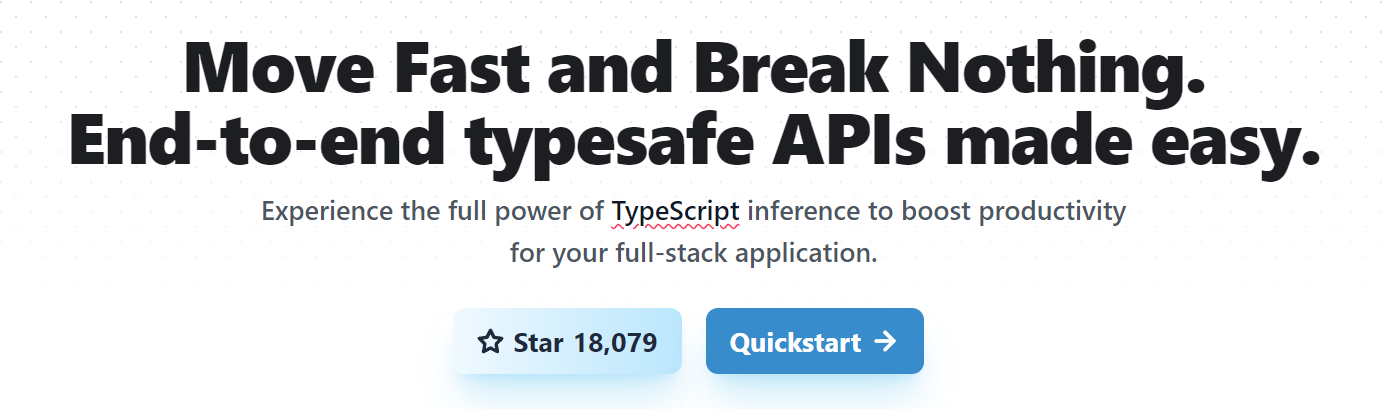 Move Fast and Break Nothing.
End-to-end typesafe APIs made easy.
Experience the full power of TypeScript inference to boost productivity
for your full-stack application.
Star 18,079
Quickstart →